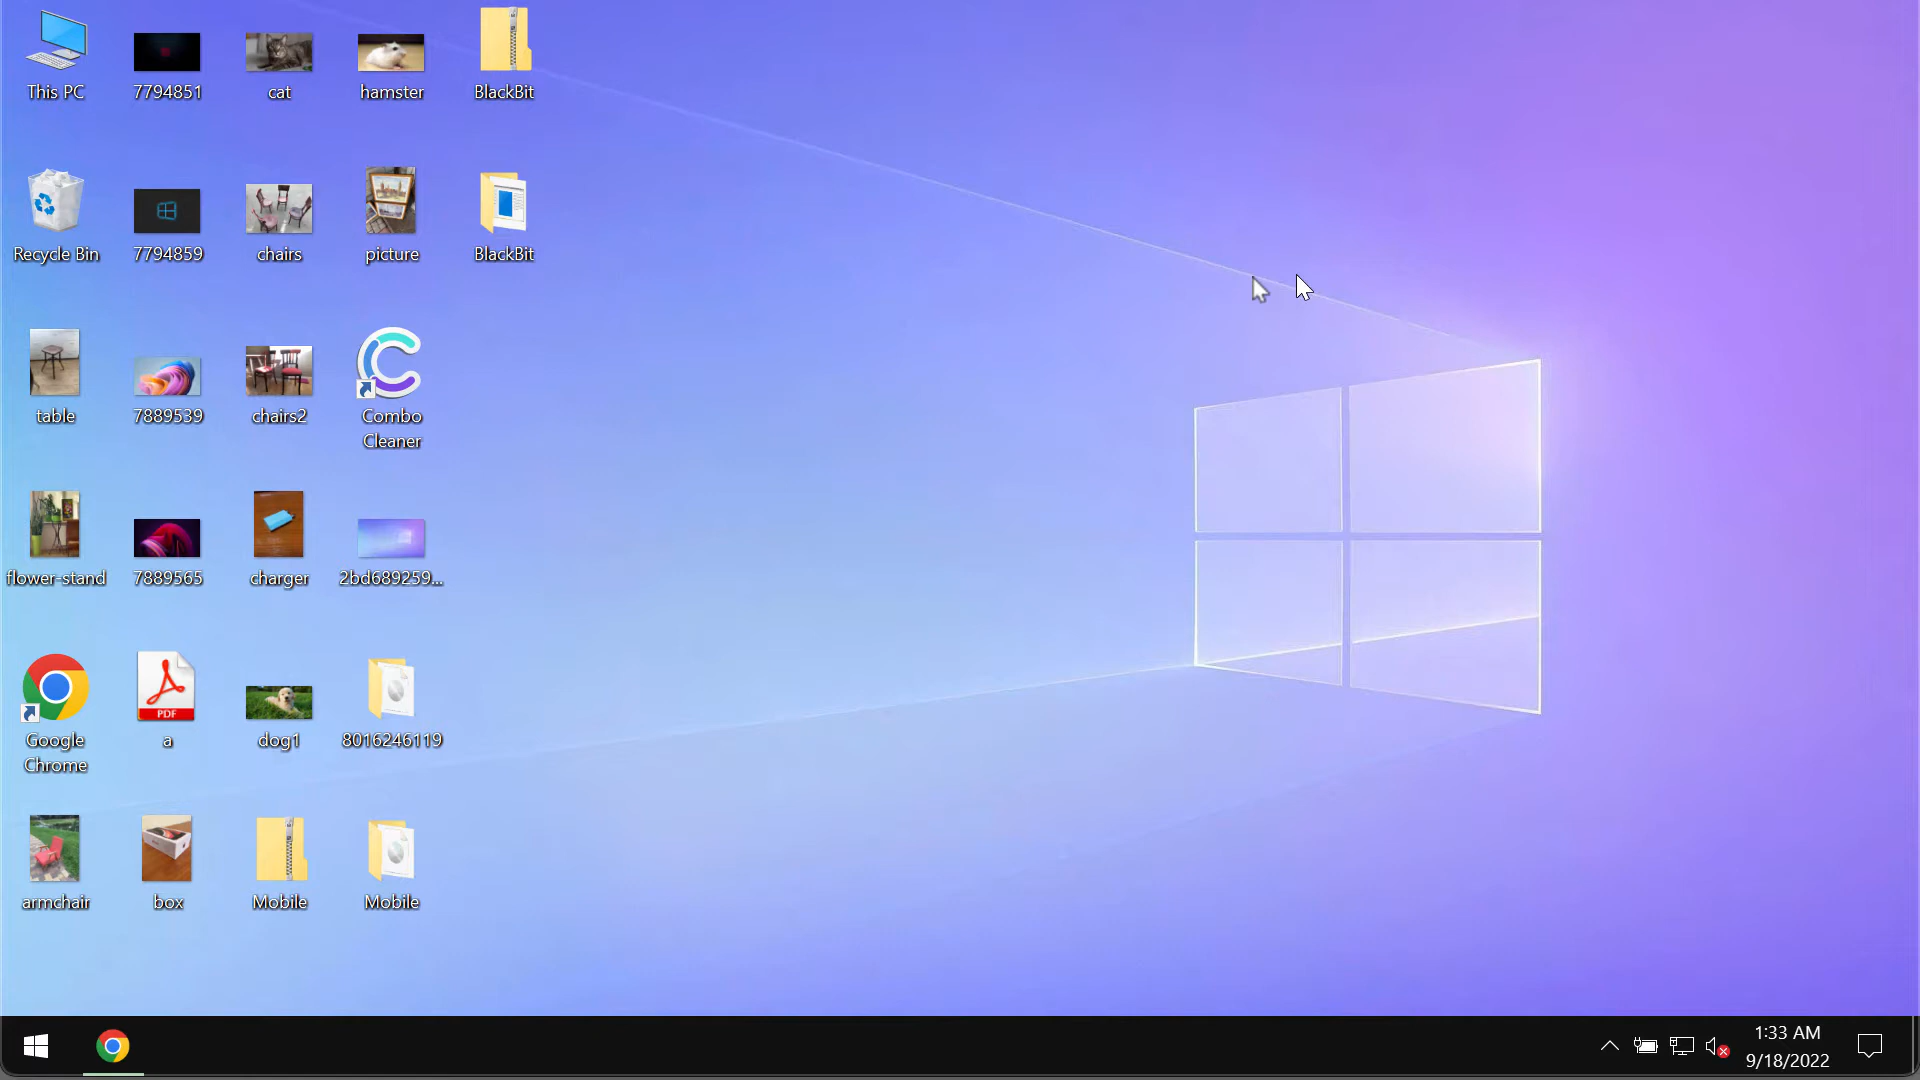 This PC
7794851
cat
hamster
BlackBit
Recycle Bin
7794859
chairs
picture
BlackBit
table
7889539
chairs2
Combo
Cleaner
flower-stand
7889565
charger
2bd689259...
Google
Chrome
PDF
a
dog1
8016246119
armchair
box
Mobile
Mobile
1:33 AM
9/18/2022